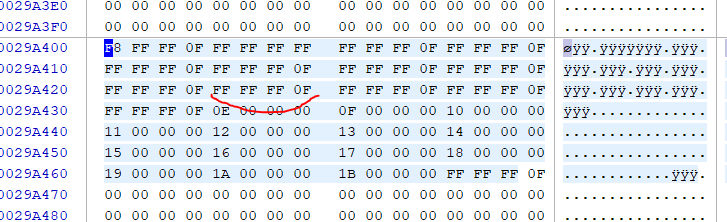 0029A3E0 00 00 00 00 00 00 00 00 00 00 00 00 00 00 00 00 ................
0029A3F0 00 00 00 00 00 00 00 00 00 00 00 00 00 00 00 00 ................
0029A400 F8 FF FF 0F FF FF FF FF FF FF FF 0F FF FF FF 0F øÿÿ.ÿÿÿÿÿÿÿ.ÿÿÿ.
0029A410 FF FF FF 0F FF FF FF 0F FF FF FF 0F FF FF FF 0F ÿÿÿ.ÿÿÿ.ÿÿÿ.ÿÿÿ.
0029A420 FF FF FF 0F FF FF FF 0F FF FF FF 0F FF FF FF 0F ÿÿÿ.ÿÿÿ.ÿÿÿ.ÿÿÿ.
0029A430 FF FF FF 0F 0E 00 00 00 0F 00 00 00 10 00 00 00 ÿÿÿ.............
0029A440 11 00 00 00 12 00 00 00 13 00 00 00 14 00 00 00 ................
0029A450 15 00 00 00 16 00 00 00 17 00 00 00 18 00 00 00 ................
0029A460 19 00 00 00 1A 00 00 00 1B 00 00 00 FF FF FF 0F ............ÿÿÿ.
0029A470 00 00 00 00 00 00 00 00 00 00 00 00 00 00 00 00 ................
0029A480 00 00 00 00 00 00 00 00 00 00 00 00 00 00 00 00 ................